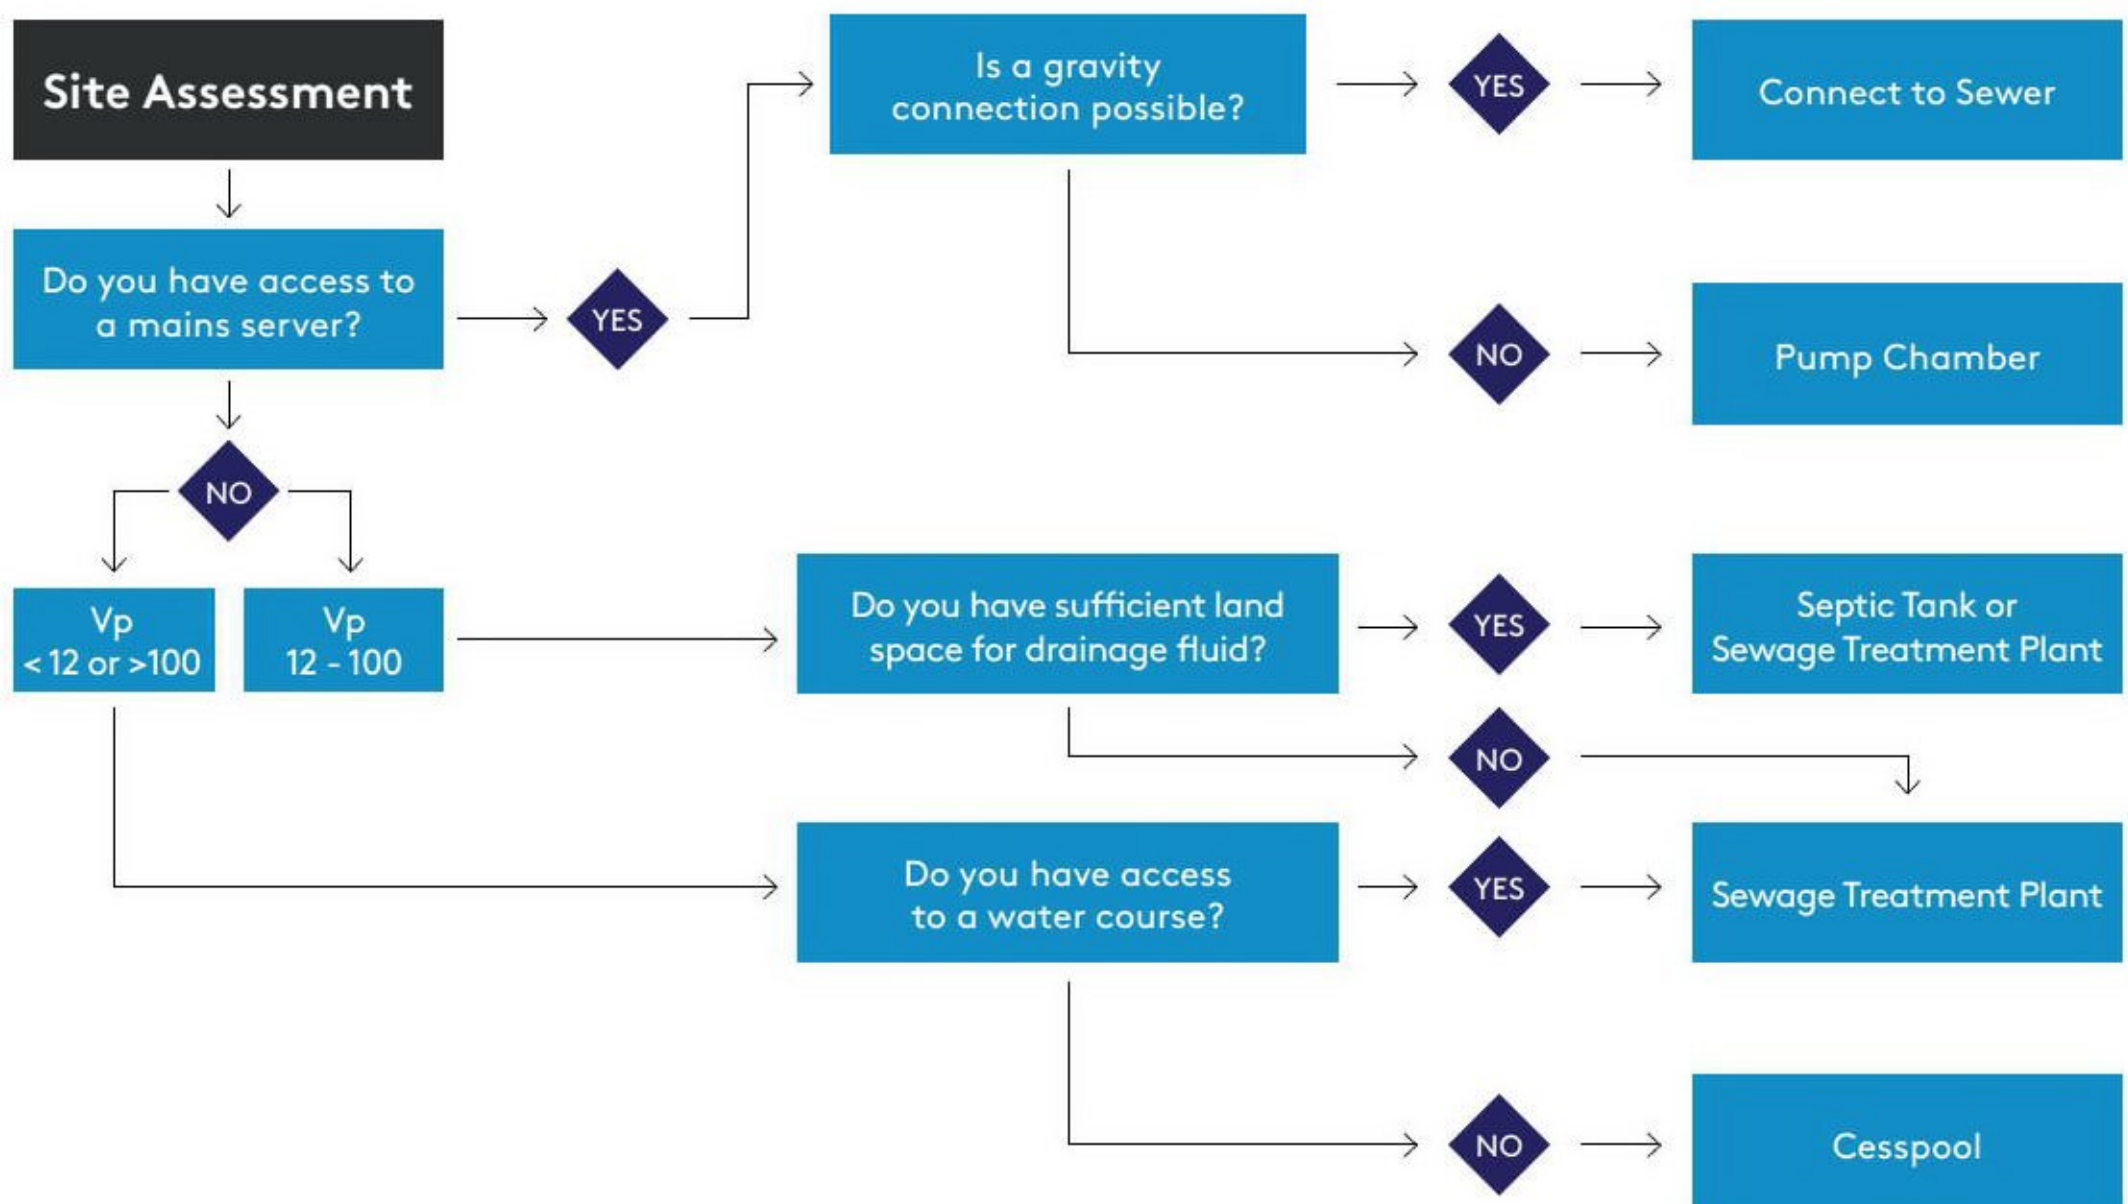 Site Assessment
Do you have access to
a mains server?
YES
Is a gravity
connection possible?
YES
Connect to Sewer
NO
Pump Chamber
NO
Vp
< 12 or >100
Vp
12 - 100
Do you have sufficient land
space for drainage fluid?
YES
Septic Tank or
Sewage Treatment Plant
NO
Do you have access
to a water course?
YES
Sewage Treatment Plant
NO
Cesspool